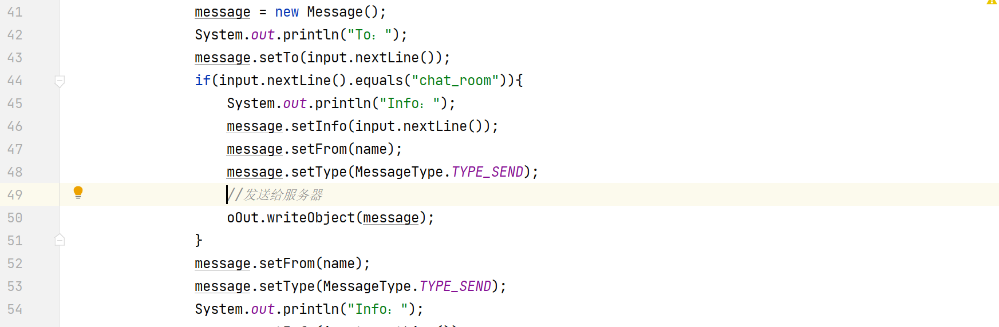 41 message = new Message();
42 System.out.println("To：");
43 message.setTo(input.nextLine());
44 if(input.nextLine().equals("chat_room")){
45 System.out.println("Info：");
46 message.setInfo(input.nextLine());
47 message.setFrom(name);
48 message.setType(MessageType.TYPE_SEND);
49 //发送给服务器
50 oOut.writeObject(message);
51 }
52 message.setFrom(name);
53 message.setType(MessageType.TYPE_SEND);
54 System.out.println("Info：");